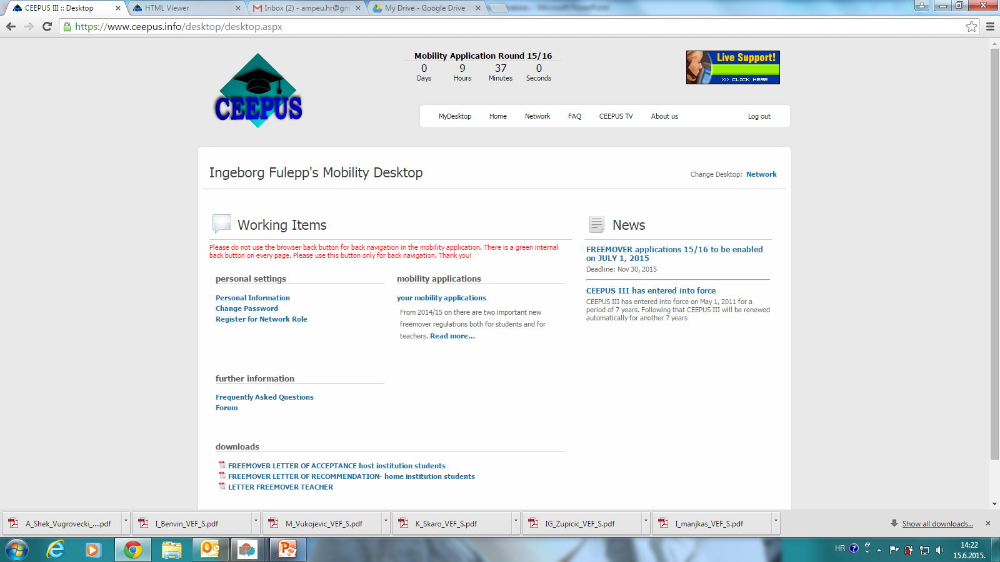 CEEPUS III :: Desktop
HTML Viewer
Inbox (2) - ampeu.hr@gm
My Drive - Google Drive
https://www.ceepus.info/desktop/desktop.aspx
CEEPUS
Mobility Application Round 15/16
0 9 37 0
Days Hours Minutes Seconds
Live Support!
>>> CLICK HERE
MyDesktop Home Network FAQ CEEPUS TV About us Log out
Ingeborg Fulepp's Mobility Desktop
Change Desktop: Network
Working Items
Please do not use the browser back button for back navigation in the mobility application. There is a green internal
back button on every page. Please use this button only for back navigation. Thank you!
personal settings
Personal Information
Change Password
Register for Network Role
mobility applications
your mobility applications
From 2014/15 on there are two important new
freemover regulations both for students and for
teachers. Read more...
further information
Frequently Asked Questions
Forum
downloads
FREEMOVER LETTER OF ACCEPTANCE host institution students
FREEMOVER LETTER OF RECOMMENDATION- home institution students
LETTER FREEMOVER TEACHER
News
FREEMOVER applications 15/16 to be enabled
on JULY 1, 2015
Deadline: Nov 30, 2015
CEEPUS III has entered into force
CEEPUS III has entered into force on May 1, 2011 for a
period of 7 years. Following that CEEPUS III will be renewed
automatically for another 7 years
A_Shek_Vugrovecki_....pdf
I_Benvin_VEF_S.pdf
M_Vukojevic_VEF_S.pdf
K_Skaro_VEF_S.pdf
IG_Zupicic_VEF_S.pdf
I_manjkas_VEF_S.pdf
Show all downloads...
HR
14:22
15.6.2015.